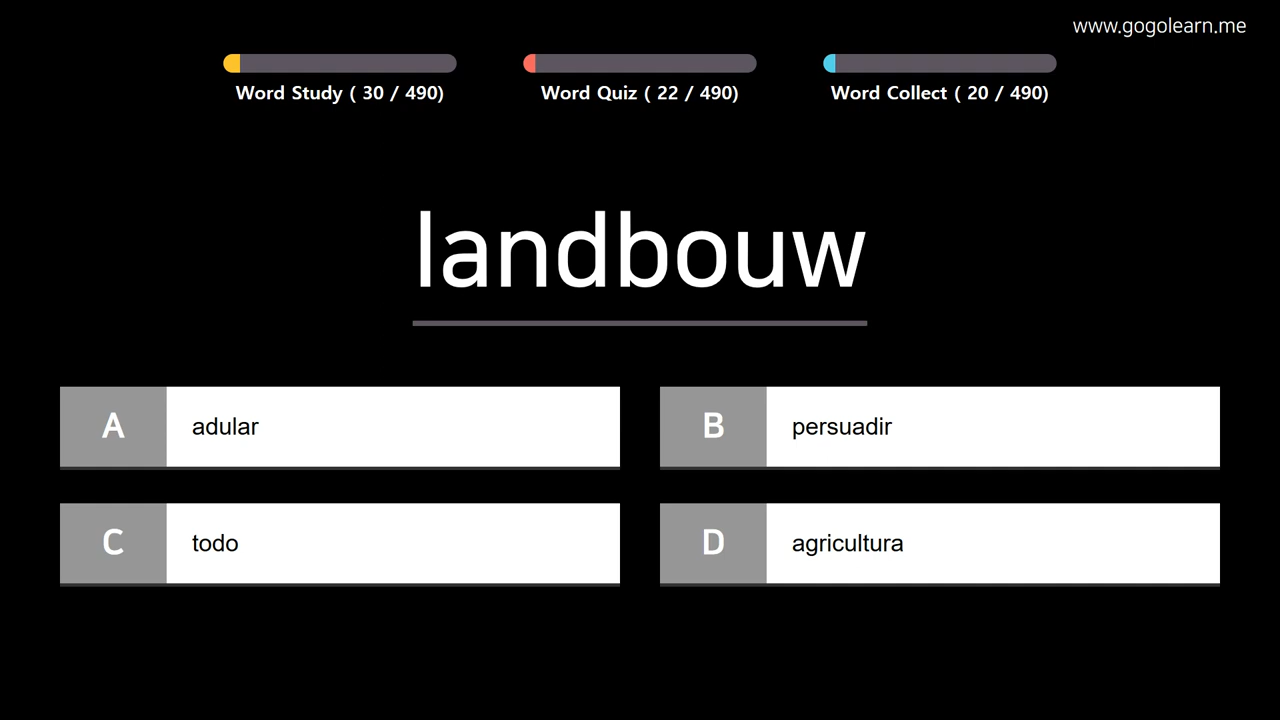 www.gogolearn.me
Word Study ( 30 / 490)
Word Quiz ( 22 / 490)
Word Collect ( 20 / 490)
landbouw
A adular
B persuadir
C todo
D agricultura